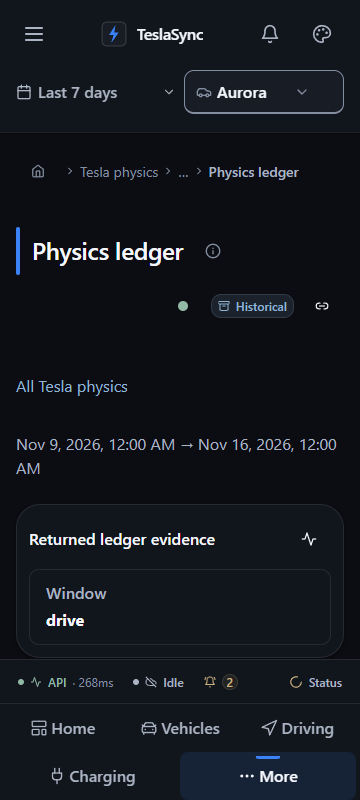 TeslaSync
Last 7 days
Aurora
Tesla physics
...
Physics ledger
Physics ledger
Historical
All Tesla physics
Nov 9, 2026, 12:00 AM → Nov 16, 2026, 12:00
AM
Returned ledger evidence
Window
drive
API · 268ms
Idle
2
Status
Home
Vehicles
Driving
Charging
More